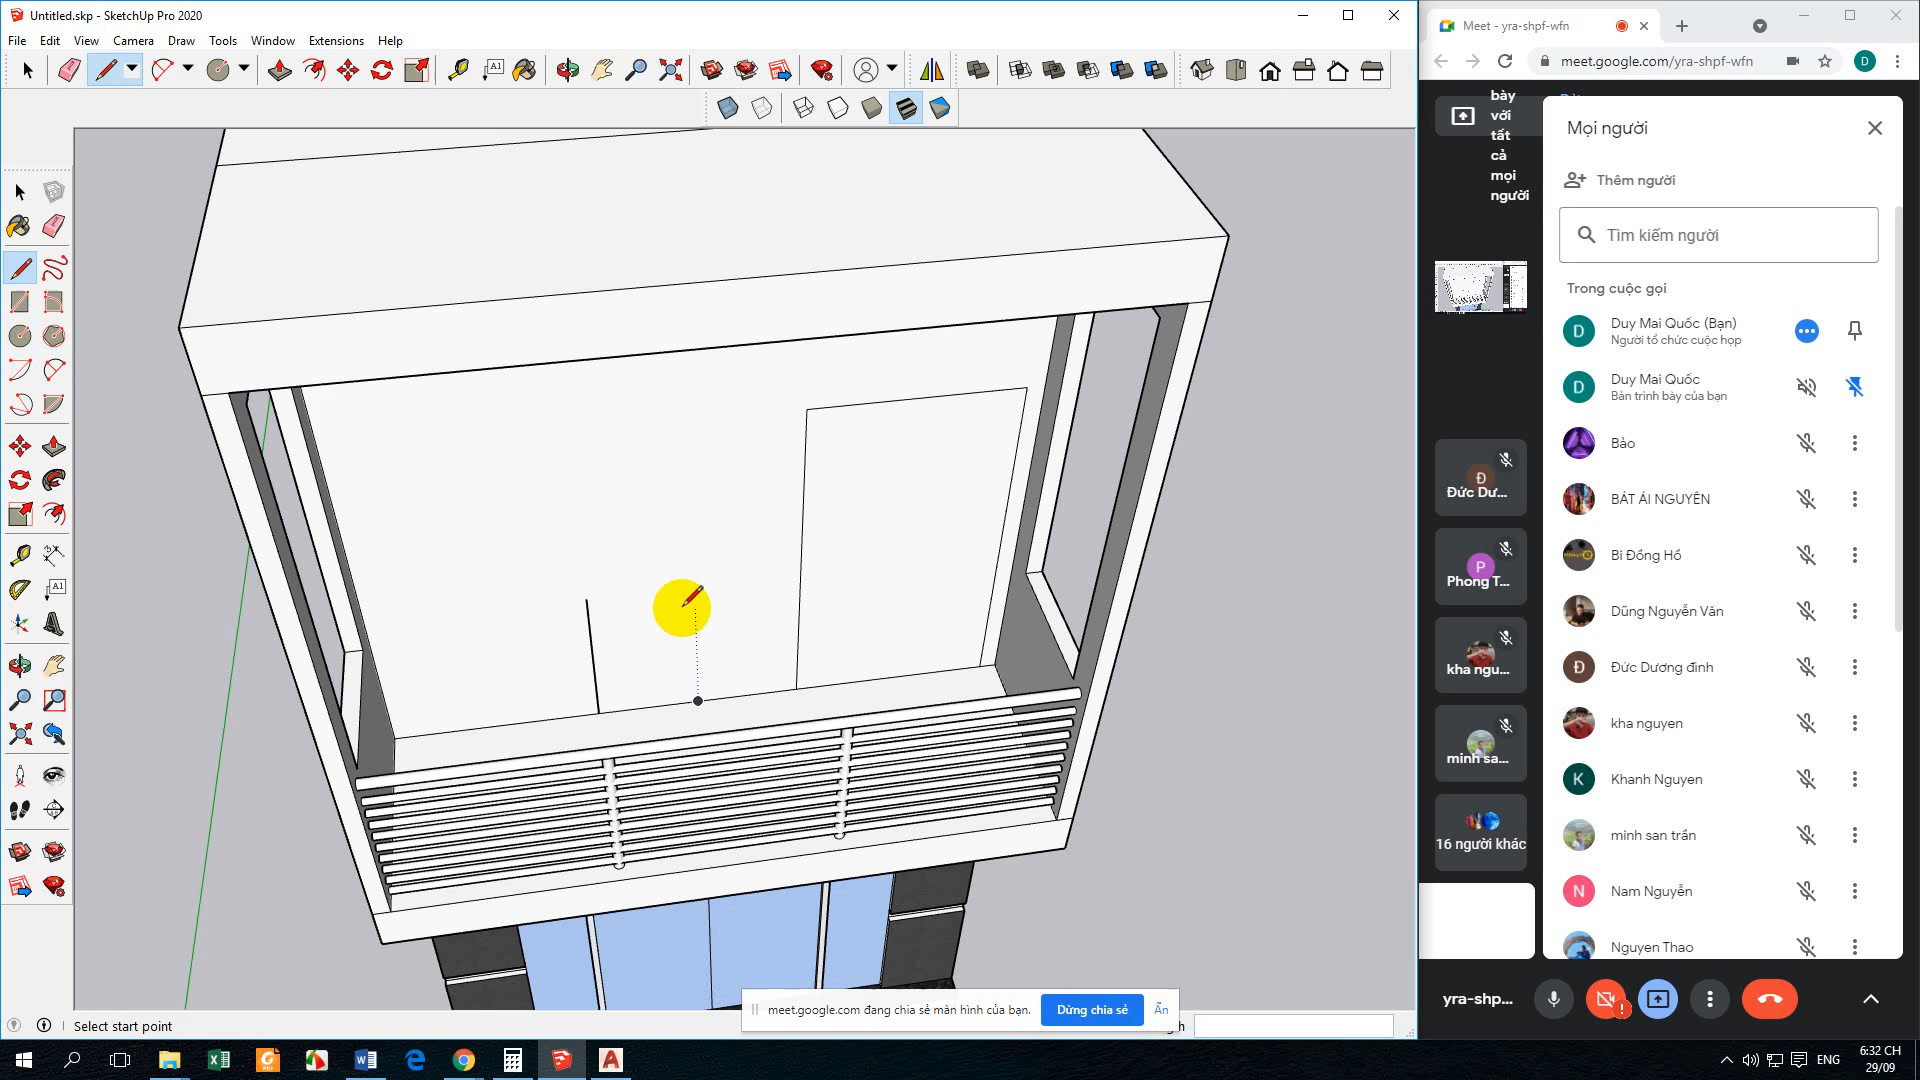 Untitled.skp - SketchUp Pro 2020
File Edit View Camera Draw Tools Window Extensions Help
A1
A1
Select start point
meet.google.com đang chia sẻ màn hình của bạn. Dừng chia sẻ Ẩn
Meet - yra-shpf-wfn
meet.google.com/yra-shpf-wfn
D
bày
với
tất
cả
mọi
người
Mọi người
Thêm người
Tìm kiếm người
Trong cuộc gọi
D
Duy Mai Quốc (Bạn)
Người tổ chức cuộc họp
D
Duy Mai Quốc
Bản trình bày của bạn
Bảo
BÁT ÁI NGUYÊN
Bi Đồng Hồ
Dũng Nguyễn Văn
Đ
Đức Dương đình
kha nguyen
K
Khanh Nguyen
minh san trần
N
Nam Nguyễn
Nguyen Thao
Đ
Đức Dư...
P
Phong T...
kha ngu...
minh sa...
16 người khác
yra-shp...
ENG
6:32 CH
29/09